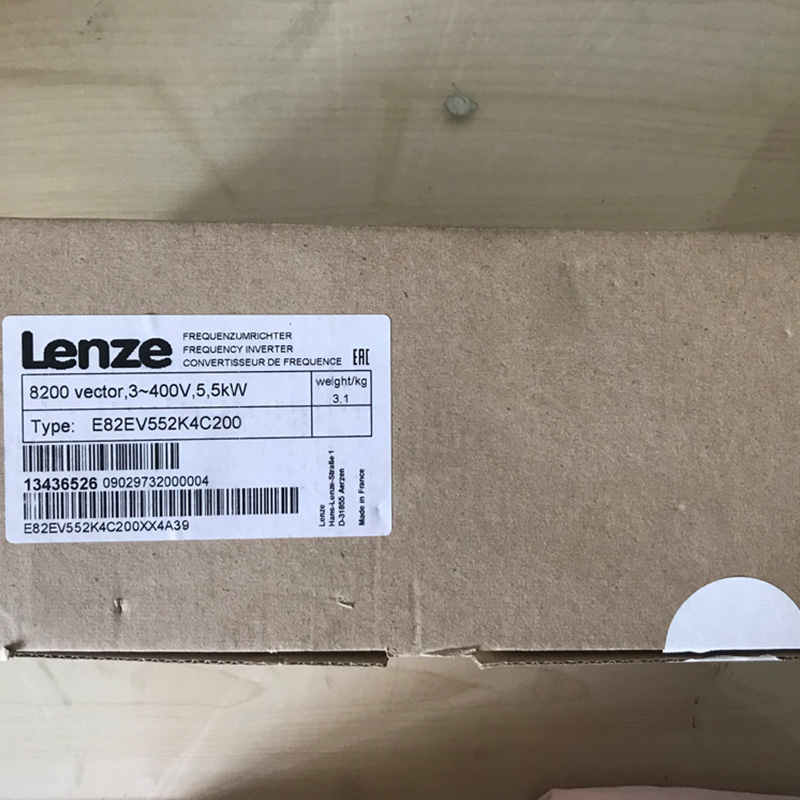 Lenze
FREQUENZUMRICHTER
FREQUENCY INVERTER
CONVERTISSEUR DE FREQUENCE
EAC
8200 vector,3~400V,5,5kW
weight/kg
3.1
Type: E82EV552K4C200
13436526 09029732000004
E82EV552K4C200XX4A39
Lenze
Hans-Lenze-Straße 1
D-31855 Aerzen
Made in France